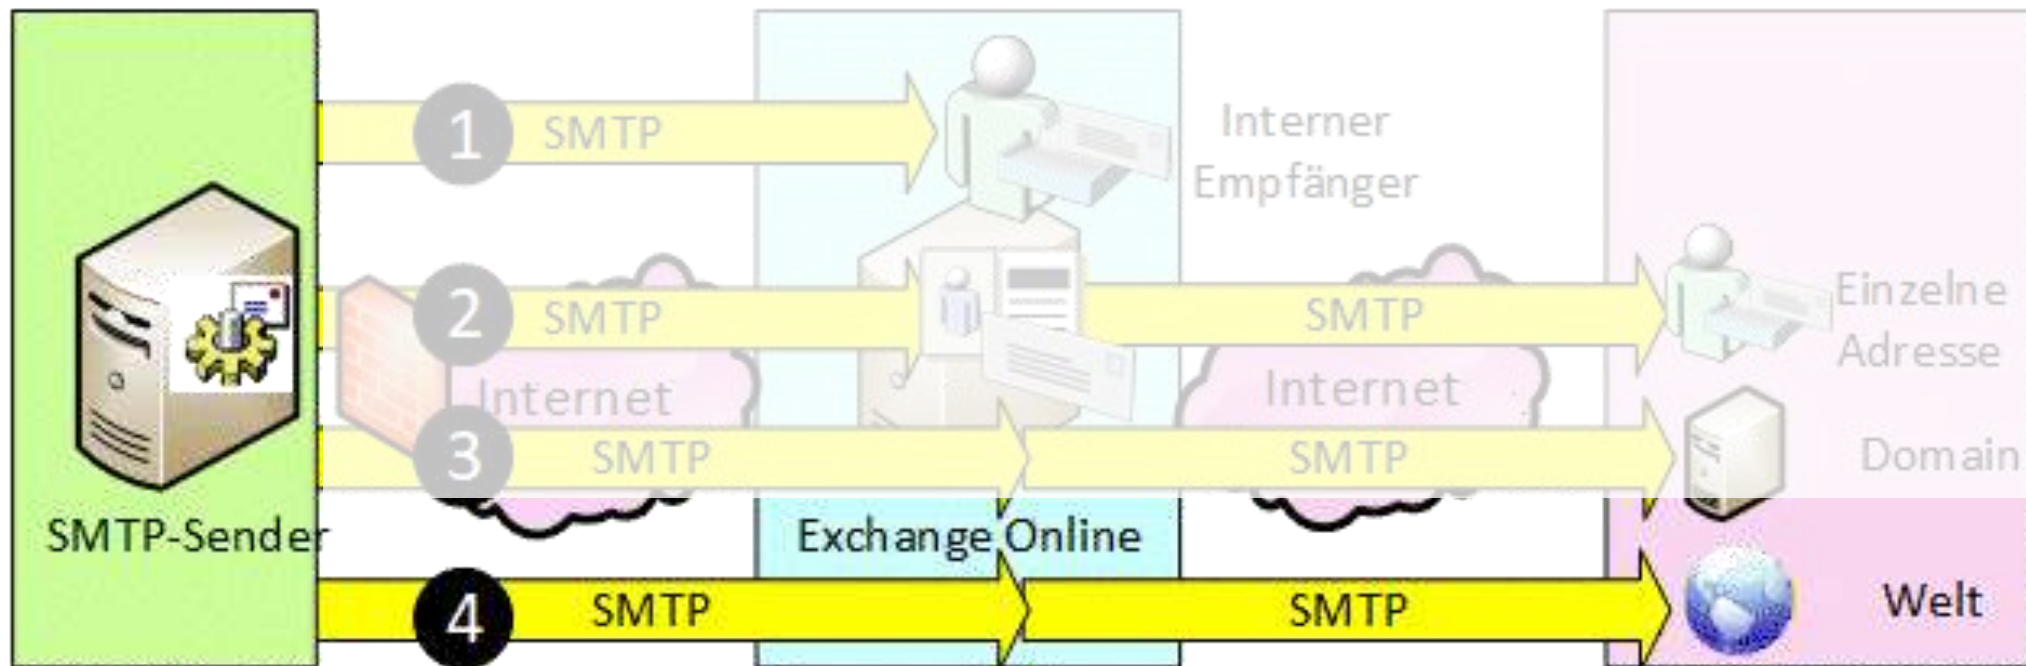 1
SMTP
Interner
Empfänger
2
SMTP
SMTP
Einzelne
Adresse
Internet
Internet
3
SMTP
SMTP
Domain
SMTP-Sender
Exchange Online
4
SMTP
SMTP
Welt